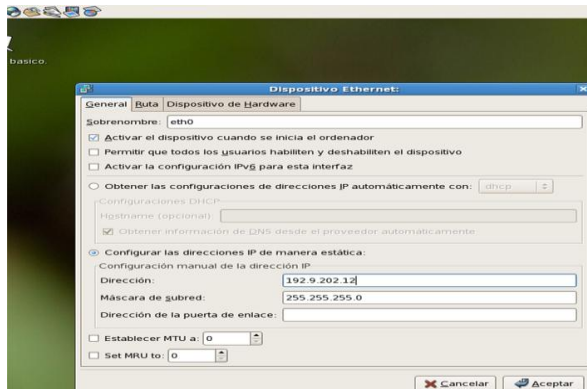 basico.
Dispositivo Ethernet:
General Ruta Dispositivo de Hardware
Sobrenombre: eth0
Activar el dispositivo cuando se inicia el ordenador
Permitir que todos los usuarios habiliten y deshabiliten el dispositivo
Activar la configuración IPv6 para esta interfaz
Obtener las configuraciones de direcciones IP automáticamente con: dhcp
Configuraciones DHCP
Hostname (opcional):
Obtener información de DNS desde el proveedor automáticamente
Configurar las direcciones IP de manera estática:
Configuración manual de la dirección IP
Dirección: 192.9.202.12
Máscara de subred: 255.255.255.0
Dirección de la puerta de enlace:
Establecer MTU a: 0
Set MRU to: 0
Cancelar Aceptar